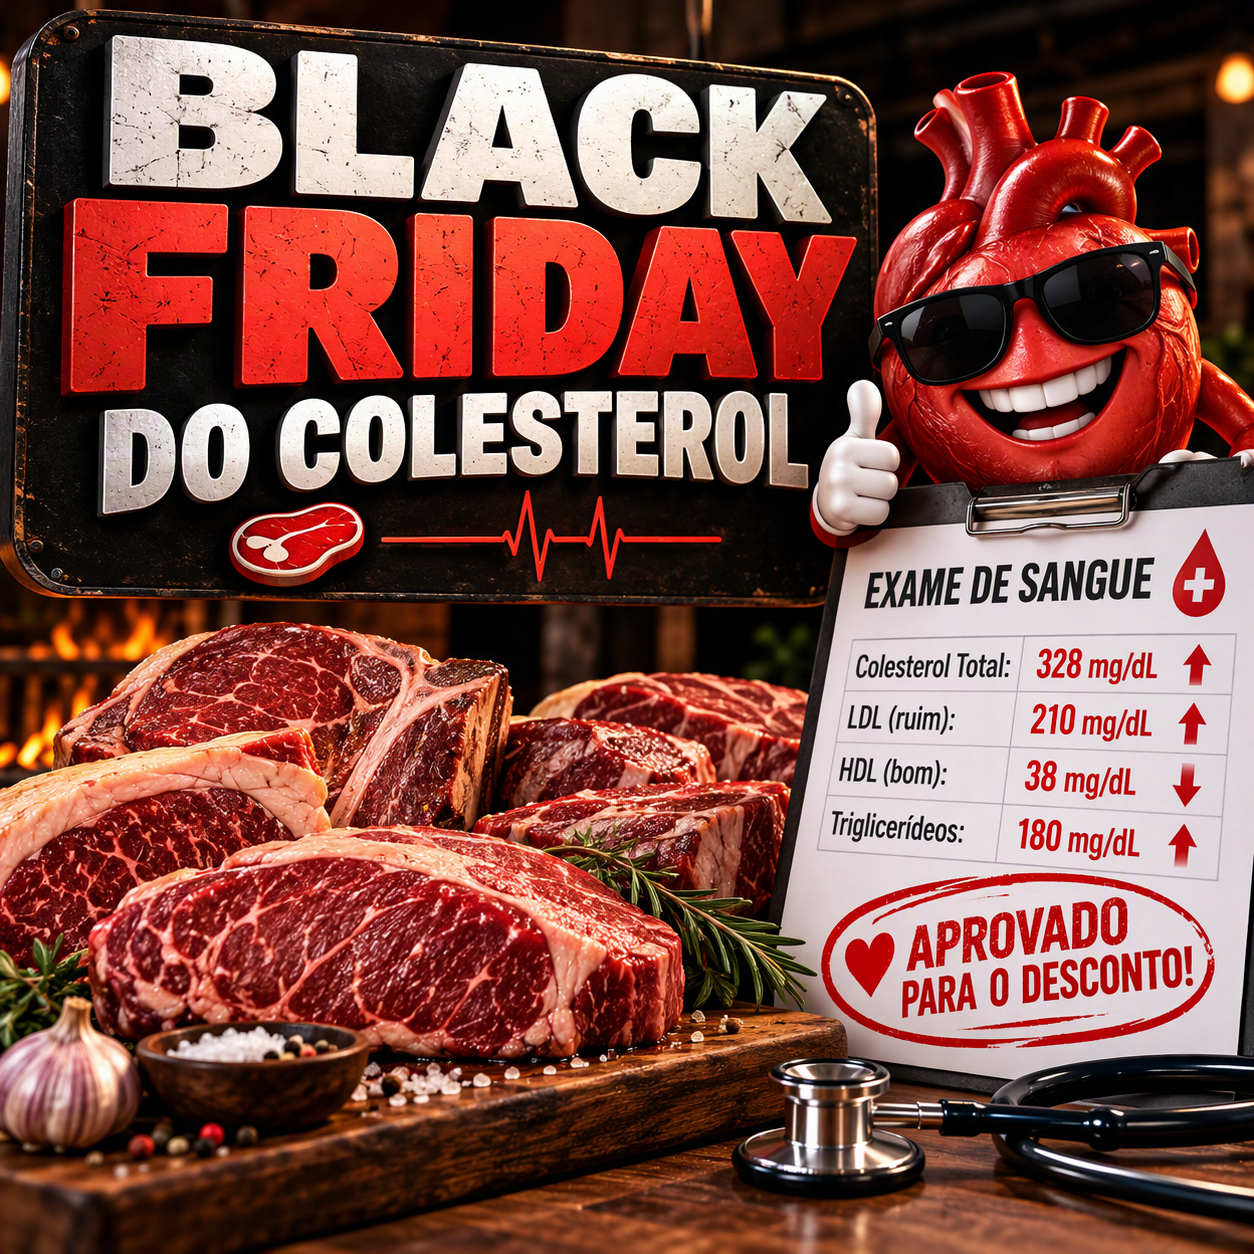 BLACK
FRIDAY
DO COLESTEROL
EXAME DE SANGUE
Colesterol Total: 328 mg/dL ↑
LDL (ruim): 210 mg/dL ↑
HDL (bom): 38 mg/dL ↓
Triglicerídeos: 180 mg/dL ↑
APROVADO
PARA O DESCONTO!